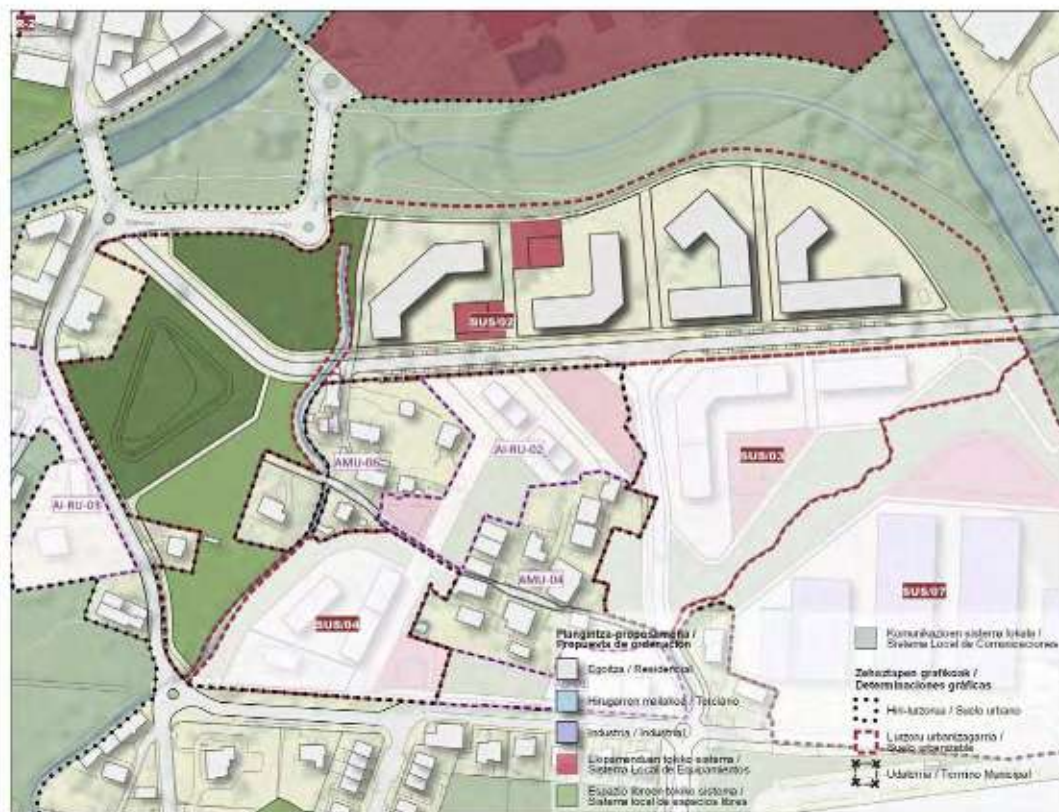 R-2
SUS/02
SUS/03
AI-RU-02
AMU-05
AI-RU-03
AMU-04
SUS/07
SUS/04
Plangintza-proposamena /
Propuesta de ordenación
Egoitza / Residencial
Hirugarren mailakoa / Terciario
Industria / Industrial
Ekipamenduen tokiko sistema /
Sistema Local de Equipamientos
Espazio libreen tokiko sistema /
Sistema local de espacios libres
Komunikazioen sistema lokala /
Sistema Local de Comunicaciones
Zehaztapen grafikoak /
Determinaciones gráficas
Hiri-lurzorua / Suelo urbano
Lurzoru urbanizagarria /
Suelo urbanizable
Udalerria / Término Municipal